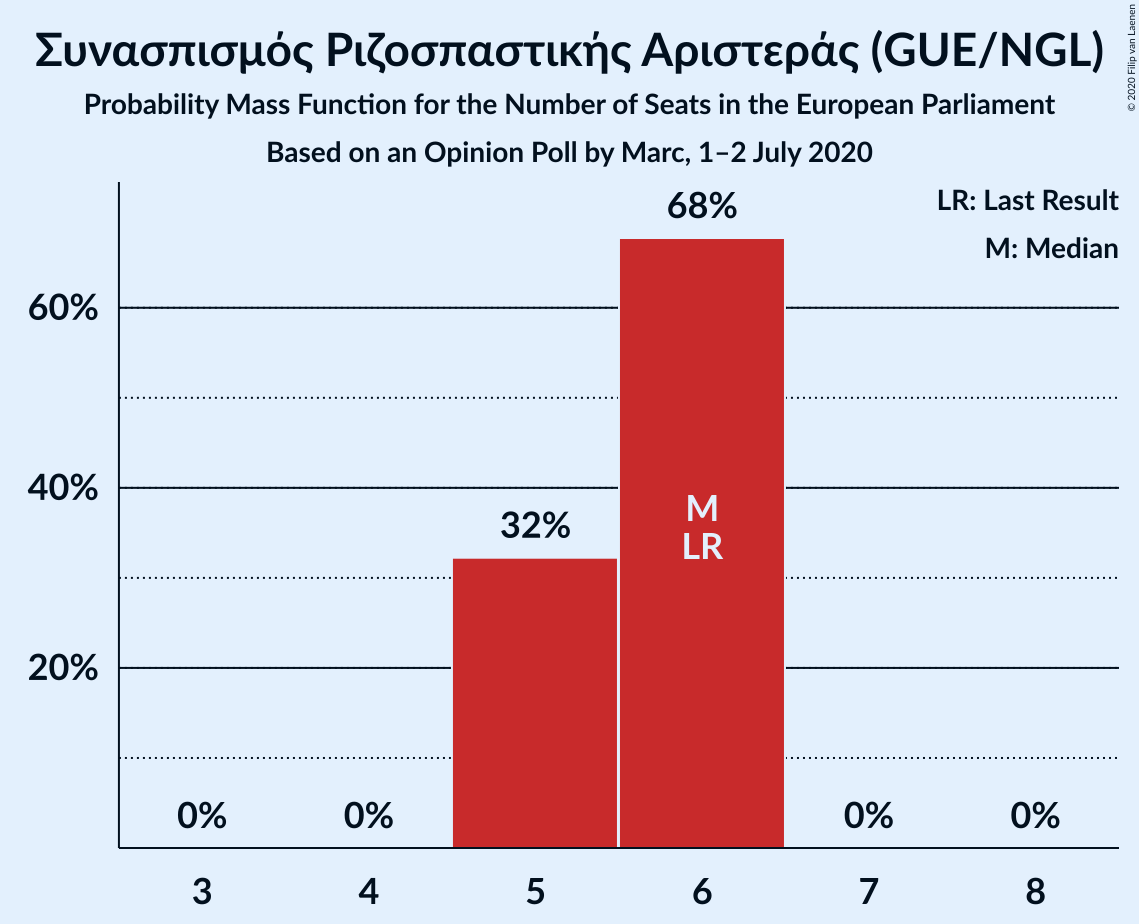 Συνασπισμός Ριζοσπαστικής Αριστεράς (GUE/NGL)
Probability Mass Function for the Number of Seats in the European Parliament
Based on an Opinion Poll by Marc, 1–2 July 2020
© 2020 Filip van Laenen
LR: Last Result
M: Median
68%
60%
40%
32%
M
LR
20%
0%
0%
0%
0%
3
4
5
6
7
8